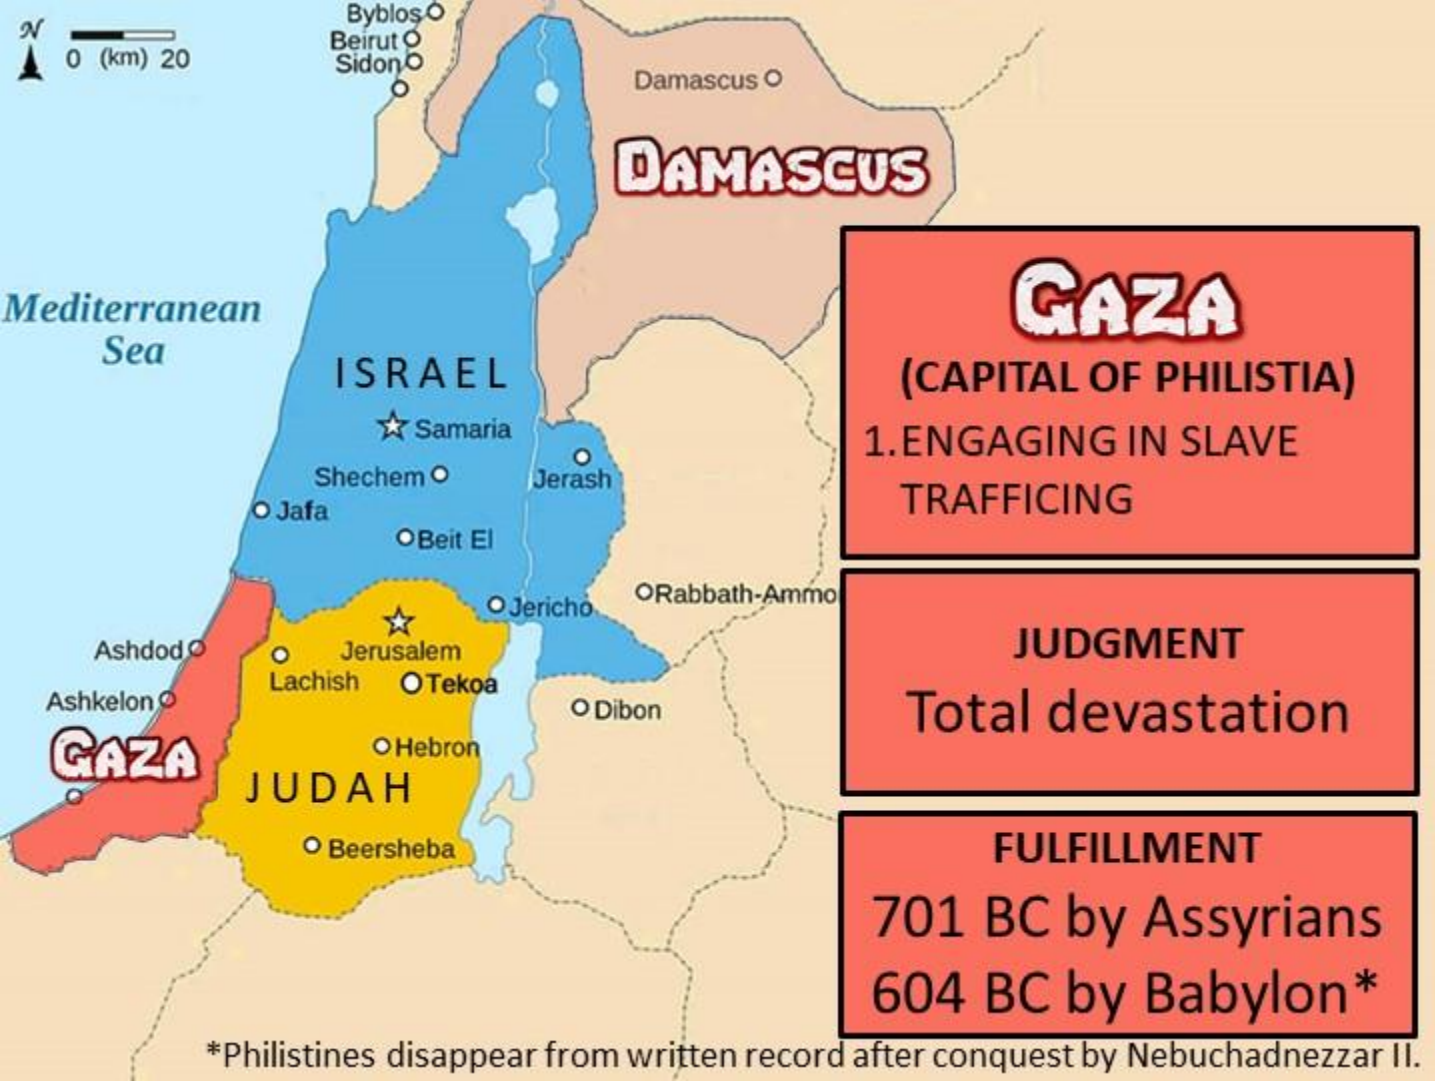 N
0 (km) 20
Byblos
Beirut
Sidon
Damascus
DAMASCUS
Mediterranean
Sea
ISRAEL
Samaria
Shechem
Jerash
Jafa
Beit El
Jericho
Rabbath-Ammo
Ashdod
Jerusalem
Lachish
Tekoa
Ashkelon
Dibon
GAZA
Hebron
JUDAH
Beersheba
GAZA
(CAPITAL OF PHILISTIA)
1.ENGAGING IN SLAVE
TRAFFICING
JUDGMENT
Total devastation
FULFILLMENT
701 BC by Assyrians
604 BC by Babylon*
*Philistines disappear from written record after conquest by Nebuchadnezzar II.